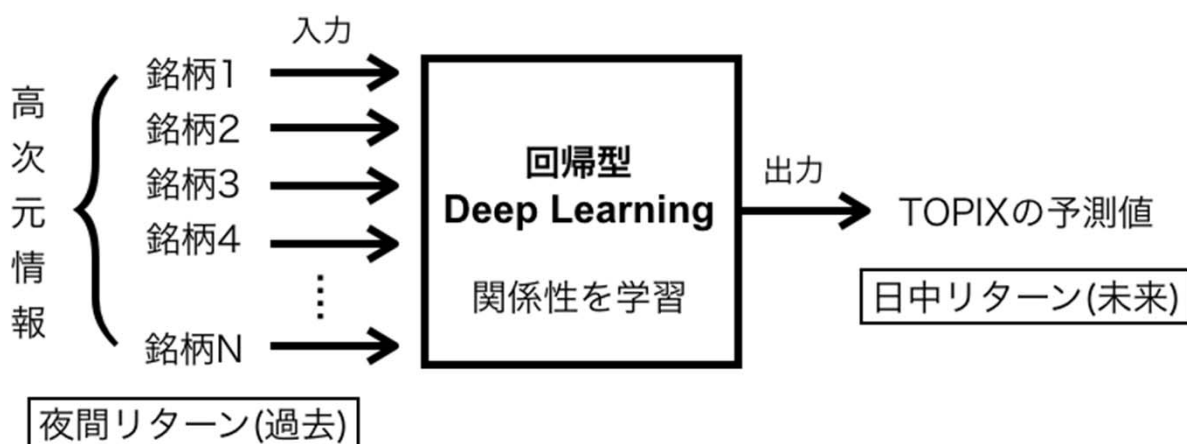 高次元情報
入力
銘柄1
銘柄2
銘柄3
銘柄4
銘柄N
夜間リターン(過去)
回帰型
Deep Learning
関係性を学習
出力
TOPIXの予測値
日中リターン(未来)